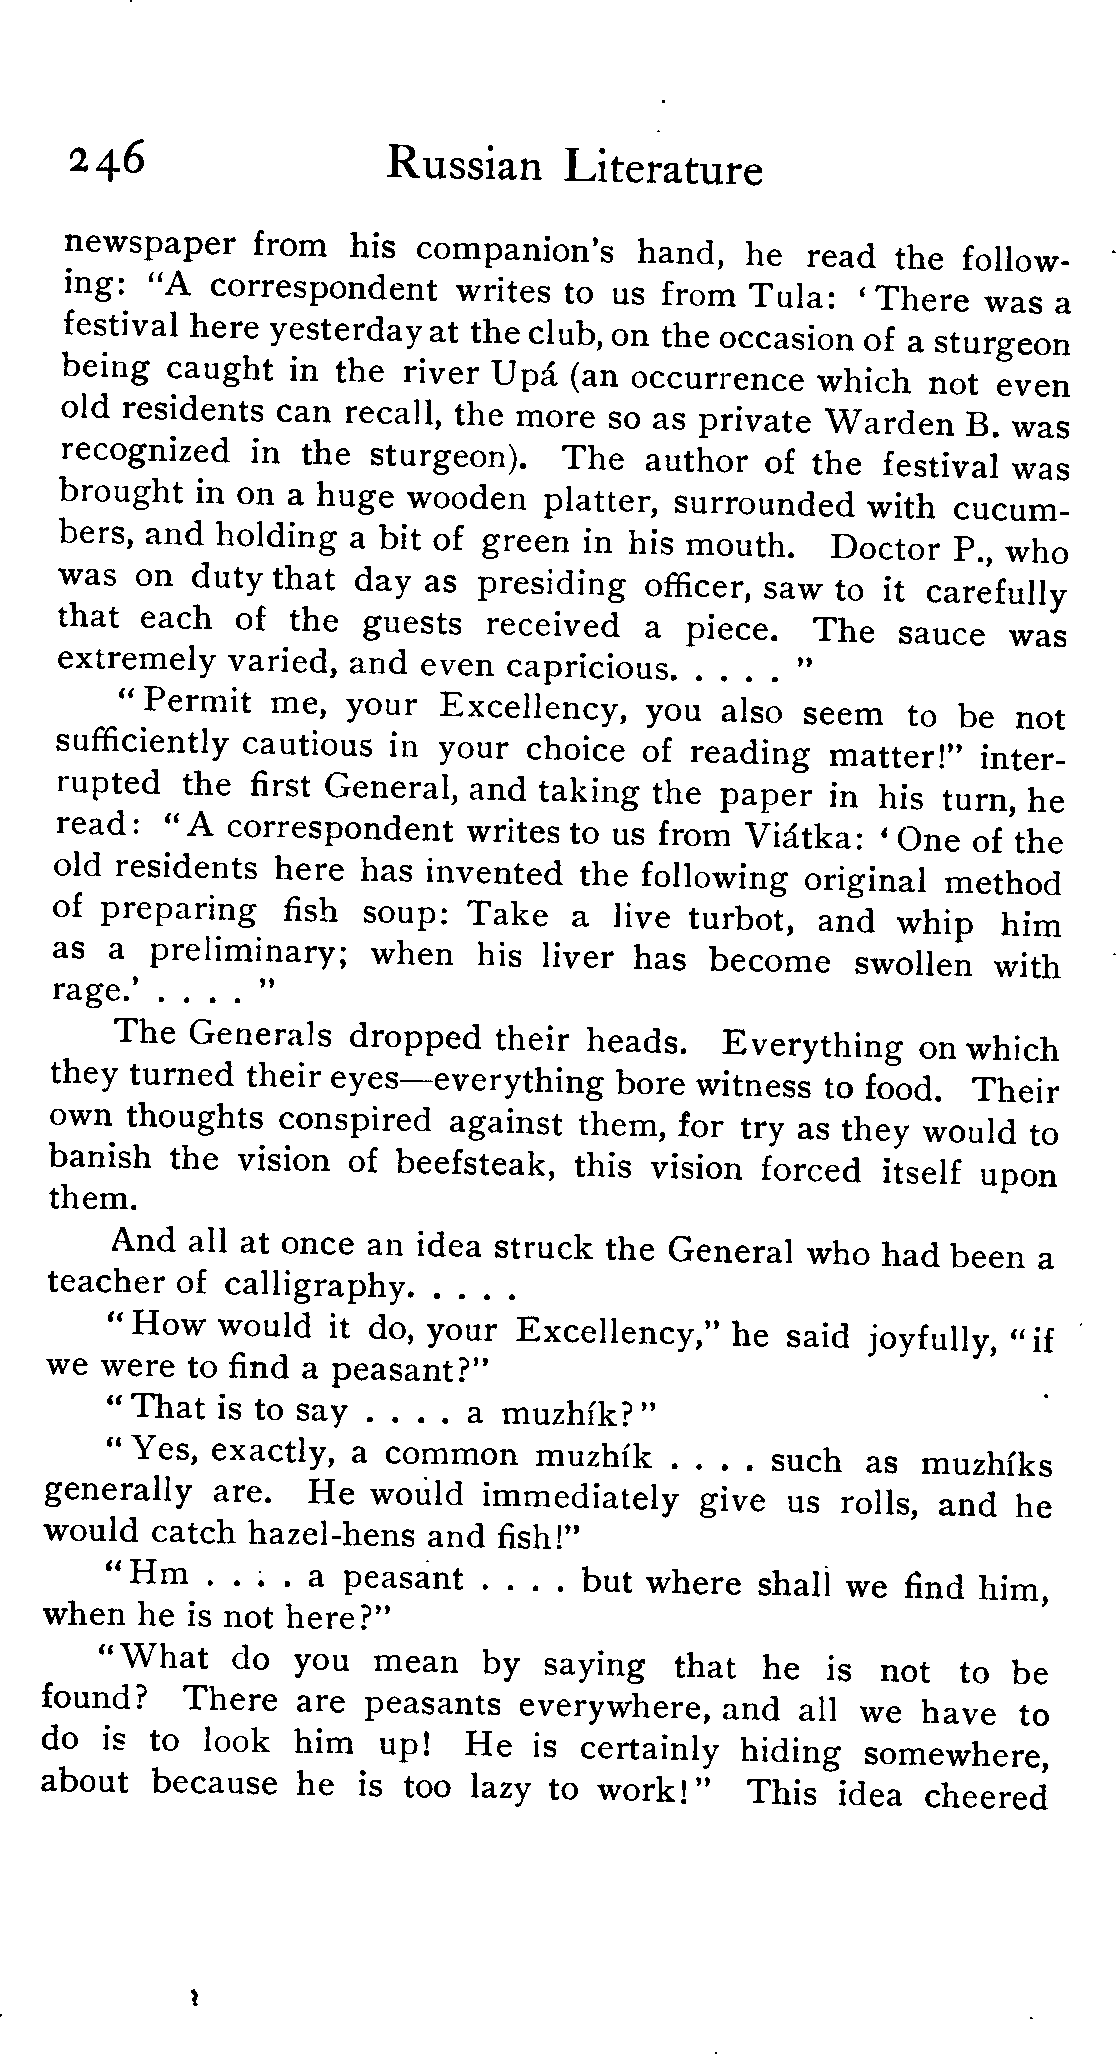 246 Russian Literature
newspaper from his companion's hand, he read the follow-
ing: "A correspondent writes to us from Tula: 'There was a
festival here yesterday at the club, on the occasion of a sturgeon
being caught in the river Upá (an occurrence which not even
old residents can recall, the more so as private Warden B. was
recognized in the sturgeon). The author of the festival was
brought in on a huge wooden platter, surrounded with cucum-
bers, and holding a bit of green in his mouth. Doctor P., who
was on duty that day as presiding officer, saw to it carefully
that each of the guests received a piece. The sauce was
extremely varied, and even capricious. . . . . "
"Permit me, your Excellency, you also seem to be not
sufficiently cautious in your choice of reading matter!" inter-
rupted the first General, and taking the paper in his turn, he
read: "A correspondent writes to us from Viátka: 'One of the
old residents here has invented the following original method
of preparing fish soup: Take a live turbot, and whip him
as a preliminary; when his liver has become swollen with
rage.' . . . . "
The Generals dropped their heads. Everything on which
they turned their eyes—everything bore witness to food. Their
own thoughts conspired against them, for try as they would to
banish the vision of beefsteak, this vision forced itself upon
them.
And all at once an idea struck the General who had been a
teacher of calligraphy. . . . .
"How would it do, your Excellency," he said joyfully, "if
we were to find a peasant?"
"That is to say . . . . a muzhík?"
"Yes, exactly, a common muzhík . . . . such as muzhíks
generally are. He would immediately give us rolls, and he
would catch hazel-hens and fish!"
"Hm . . . . a peasant . . . . but where shall we find him,
when he is not here?"
"What do you mean by saying that he is not to be
found? There are peasants everywhere, and all we have to
do is to look him up! He is certainly hiding somewhere,
about because he is too lazy to work!" This idea cheered